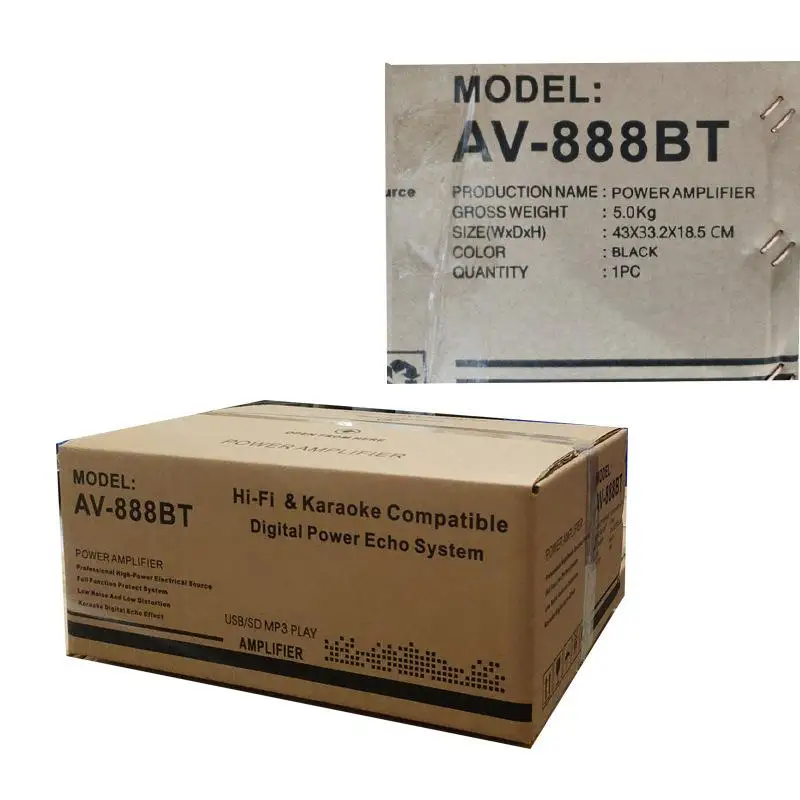 MODEL:
AV-888BT
urce
PRODUCTION NAME : POWER AMPLIFIER
GROSS WEIGHT : 5.0Kg
SIZE(WxDxH) : 43X33.2X18.5 CM
COLOR : BLACK
QUANTITY : 1PC
OPEN FROM HERE
POWER AMPLIFIER
MODEL:
AV-888BT
Hi-Fi & Karaoke Compatible
Digital Power Echo System
POWER AMPLIFIER
Professional High-Power Electrical Source
Full Function Protect System
Low Noise And Low Distortion
Karaoke Digital Echo Effect
USB/SD MP3 PLAY
AMPLIFIER
MODEL:
AV-888BT
POWER AMPLIFIER